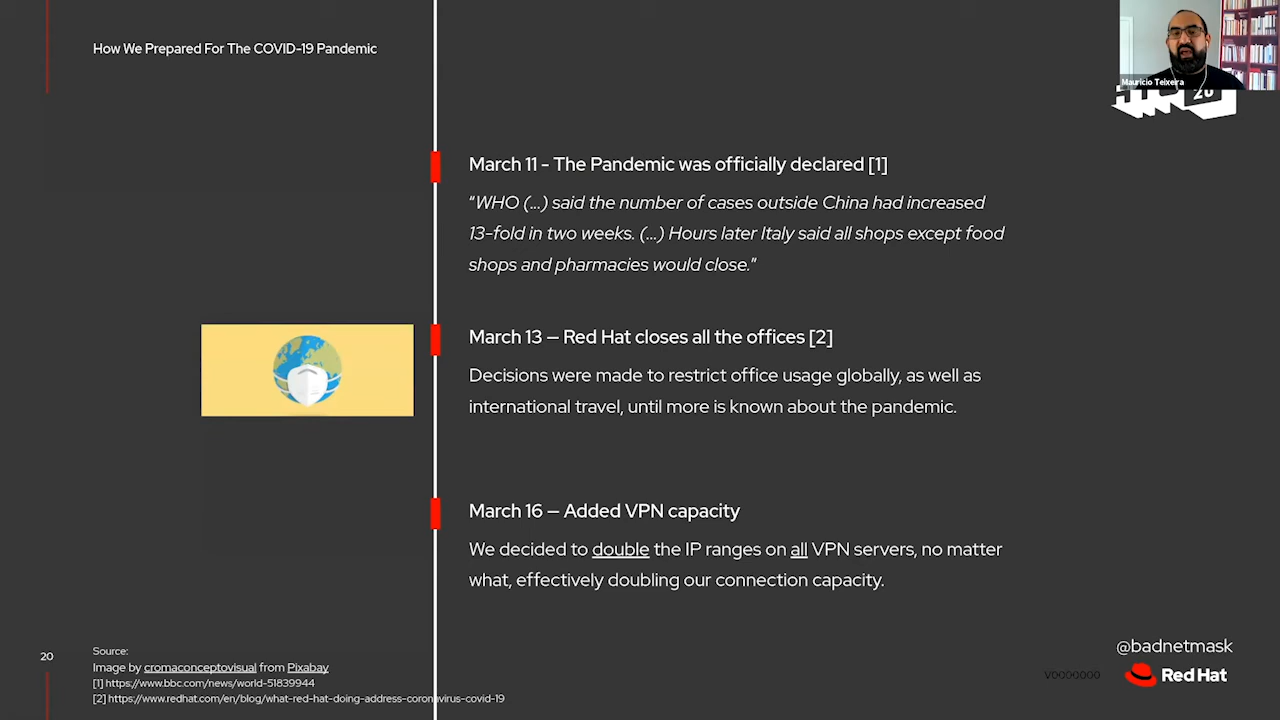 How We Prepared For The COVID-19 Pandemic
Mauricio Teixeira
20
March 11 - The Pandemic was officially declared [1]
“WHO (...) said the number of cases outside China had increased
13-fold in two weeks. (...) Hours later Italy said all shops except food
shops and pharmacies would close.”
March 13 — Red Hat closes all the offices [2]
Decisions were made to restrict office usage globally, as well as
international travel, until more is known about the pandemic.
March 16 — Added VPN capacity
We decided to double the IP ranges on all VPN servers, no matter
what, effectively doubling our connection capacity.
20
Source:
Image by cromaconceptovisual from Pixabay
[1] https://www.bbc.com/news/world-51839944
[2] https://www.redhat.com/en/blog/what-red-hat-doing-address-coronavirus-covid-19
@badnetmask
V0000000
Red Hat